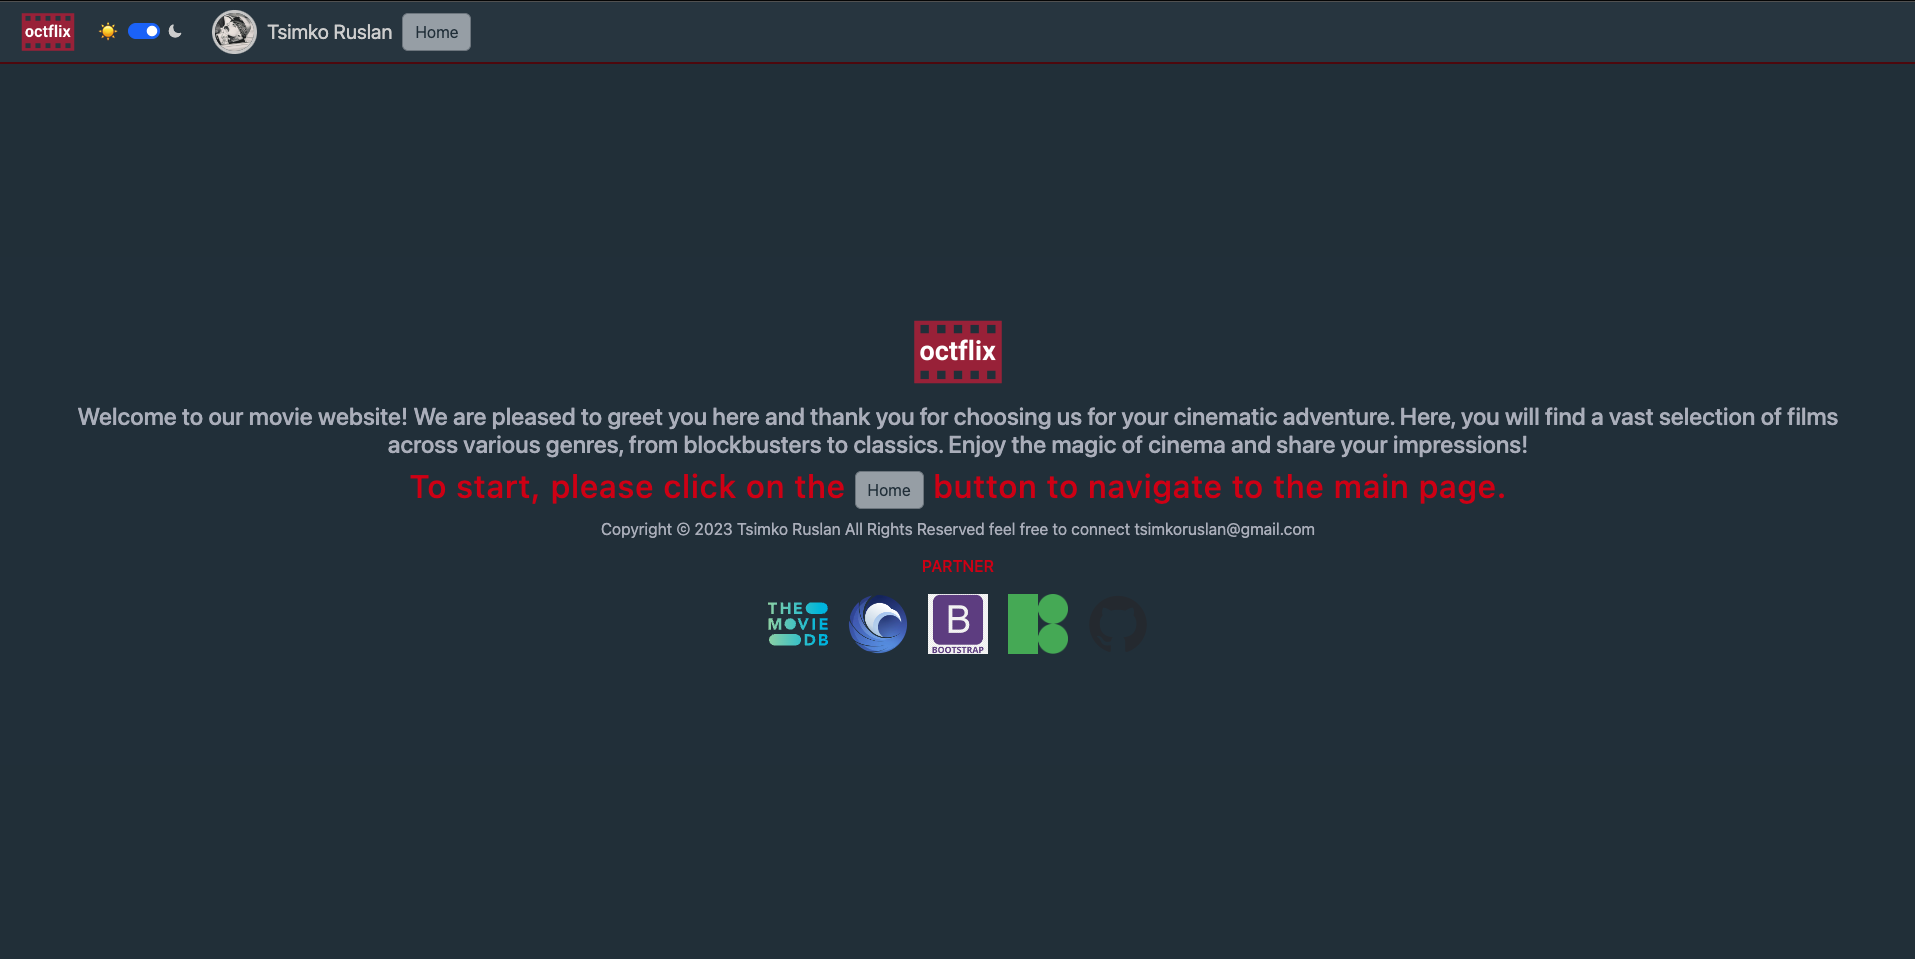 octflix
Tsimko Ruslan
Home
octflix
Welcome to our movie website! We are pleased to greet you here and thank you for choosing us for your cinematic adventure. Here, you will find a vast selection of films
across various genres, from blockbusters to classics. Enjoy the magic of cinema and share your impressions!
To start, please click on the Home button to navigate to the main page.
Copyright © 2023 Tsimko Ruslan All Rights Reserved feel free to connect tsimkoruslan@gmail.com
PARTNER
THE
MOVIE
DB
B
BOOTSTRAP